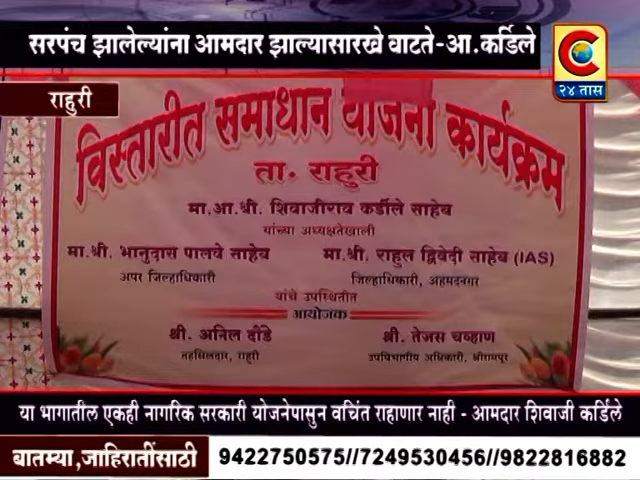 सरपंच झालेल्यांना आमदार झाल्यासारखे वाटते-आ.कर्डिले
C
२४ तास
राहुरी
विस्तारीत समाधान योजना कार्यक्रम
ता. राहुरी
मा.आ.श्री. शिवाजीराव कर्डीले साहेब
यांच्या अध्यक्षतेखाली
मा.श्री. भानुदास पालवे साहेब मा.श्री. राहुल द्विवेदी साहेब (IAS)
अपर जिल्हाधिकारी जिल्हाधिकारी, अहमदनगर
यांचे उपस्थितीत
आयोजक
श्री. अनिल दौंडे श्री. तेजस चव्हाण
तहसिलदार, राहुरी उपविभागीय अधिकारी, श्रीरामपूर
या भागातील एकही नागरिक सरकारी योजनेपासुन वचिंत राहाणार नाही - आमदार शिवाजी कर्डिले
बातम्या,जाहिरातींसाठी 9422750575//7249530456//9822816882